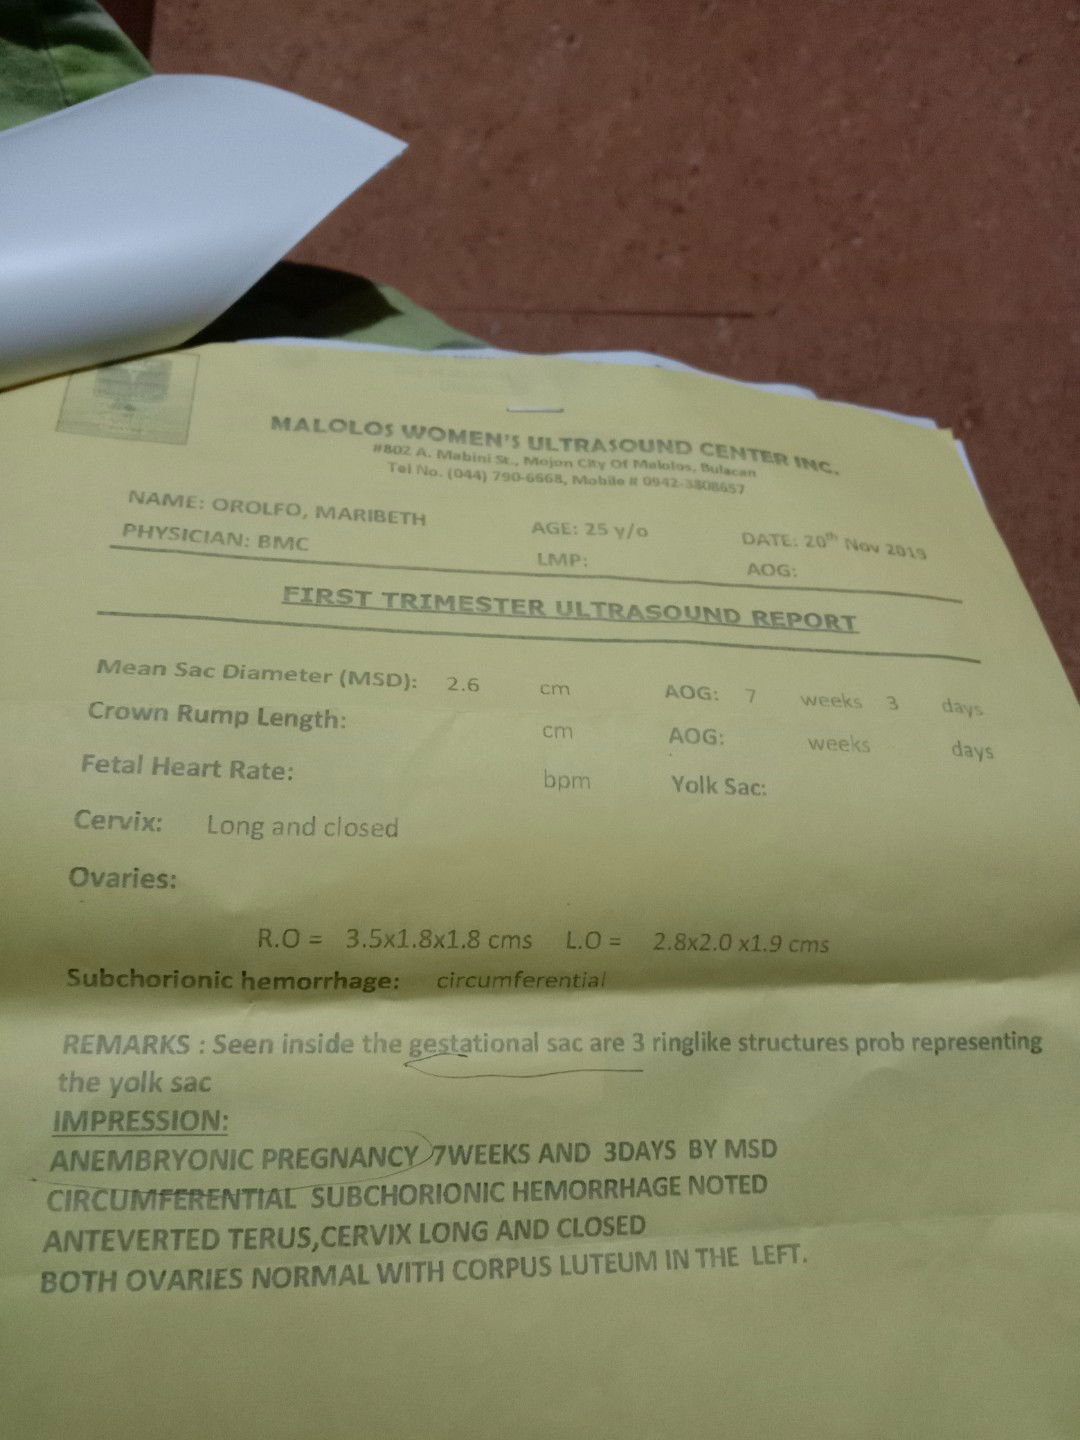 MALOLOS WOMEN'S ULTRASOUND CENTER INC.
#802 A. Mabini St., Mojon City Of Malolos, Bulacan
Tel No. (044) 790-6668, Mobile # 0942-3808657
NAME: OROLFO, MARIBETH AGE: 25 y/o DATE: 20th Nov 2019
PHYSICIAN: BMC LMP: AOG:
FIRST TRIMESTER ULTRASOUND REPORT
Mean Sac Diameter (MSD): 2.6 cm AOG: 7 weeks 3 days
Crown Rump Length: cm AOG: weeks days
Fetal Heart Rate: bpm Yolk Sac:
Cervix: Long and closed
Ovaries:
R.O = 3.5x1.8x1.8 cms L.O = 2.8x2.0 x1.9 cms
Subchorionic hemorrhage: circumferential
REMARKS : Seen inside the gestational sac are 3 ringlike structures prob representing
the yolk sac
IMPRESSION:
ANEMBRYONIC PREGNANCY 7WEEKS AND 3DAYS BY MSD
CIRCUMFERENTIAL SUBCHORIONIC HEMORRHAGE NOTED
ANTEVERTED TERUS,CERVIX LONG AND CLOSED
BOTH OVARIES NORMAL WITH CORPUS LUTEUM IN THE LEFT.